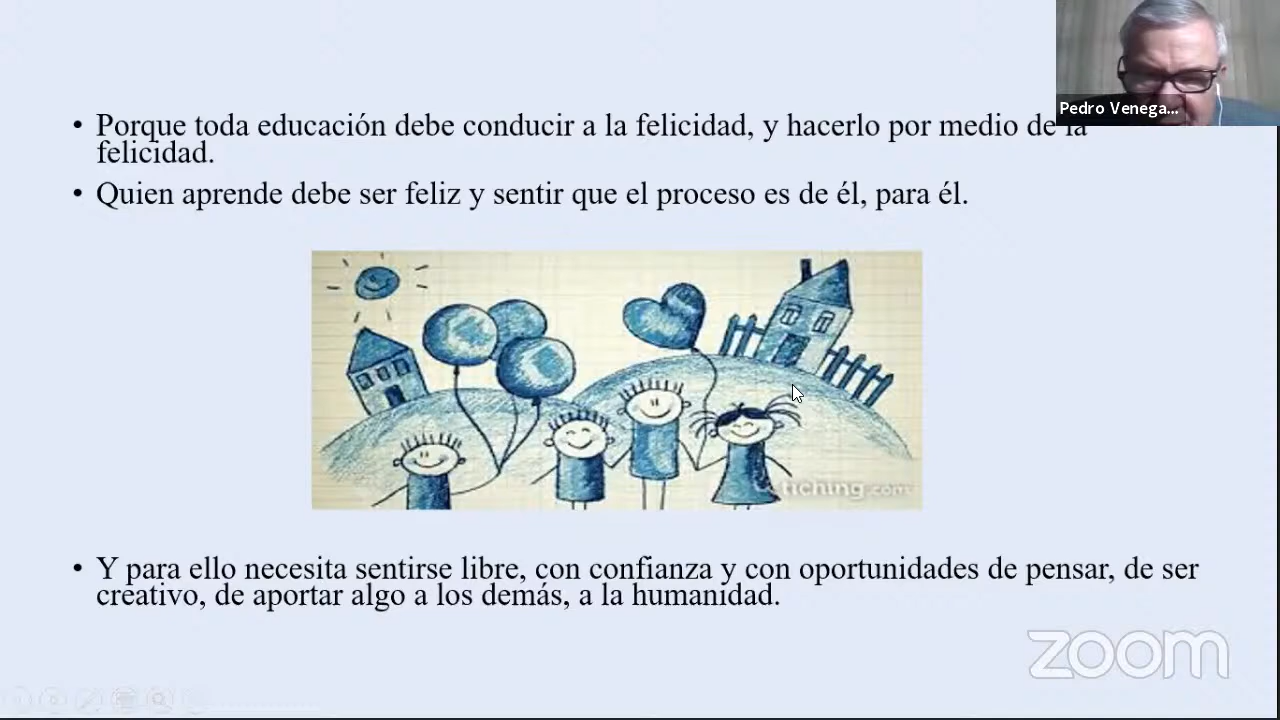 Pedro Venega...
• Porque toda educación debe conducir a la felicidad, y hacerlo por medio de la
felicidad.
• Quien aprende debe ser feliz y sentir que el proceso es de él, para él.
tiching.com
• Y para ello necesita sentirse libre, con confianza y con oportunidades de pensar, de ser
creativo, de aportar algo a los demás, a la humanidad.
zoom